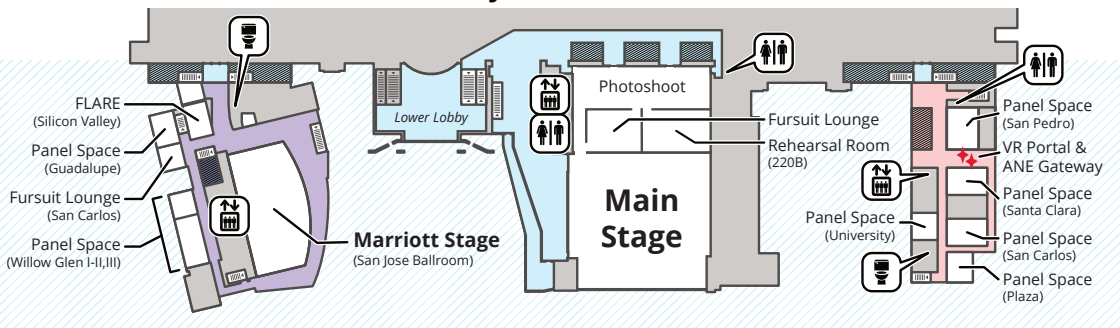 FLARE
(Silicon Valley)
Panel Space
(Guadalupe)
Fursuit Lounge
(San Carlos)
Panel Space
(Willow Glen I-II,III)
Marriott Stage
(San Jose Ballroom)
Lower Lobby
Photoshoot
Fursuit Lounge
Rehearsal Room
(220B)
Main
Stage
Panel Space
(San Pedro)
VR Portal &
ANE Gateway
Panel Space
(Santa Clara)
Panel Space
(University)
Panel Space
(San Carlos)
Panel Space
(Plaza)